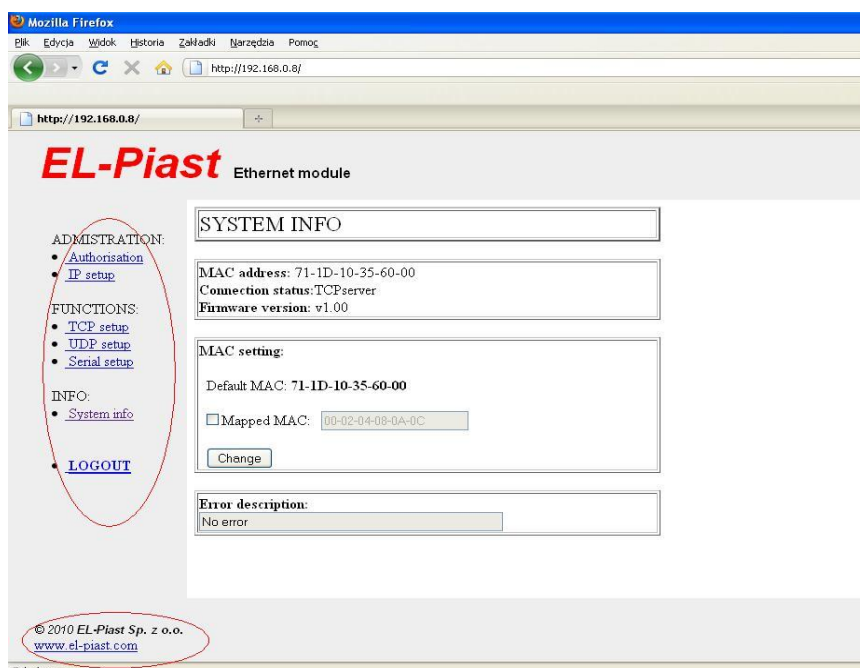 Mozilla Firefox
Plik Edycja Widok Historia Zakładki Narzędzia Pomoc
http://192.168.0.8/
http://192.168.0.8/
EL-Piast Ethernet module
ADMISTRATION:
Authorisation
IP setup
FUNCTIONS:
TCP setup
UDP setup
Serial setup
INFO:
System info
LOGOUT
SYSTEM INFO
MAC address: 71-1D-10-35-60-00
Connection status:TCPserver
Firmware version: v1.00
MAC setting:
Default MAC: 71-1D-10-35-60-00
Mapped MAC: 00-02-04-08-0A-0C
Change
Error description:
No error
© 2010 EL-Piast Sp. z o.o.
www.el-piast.com